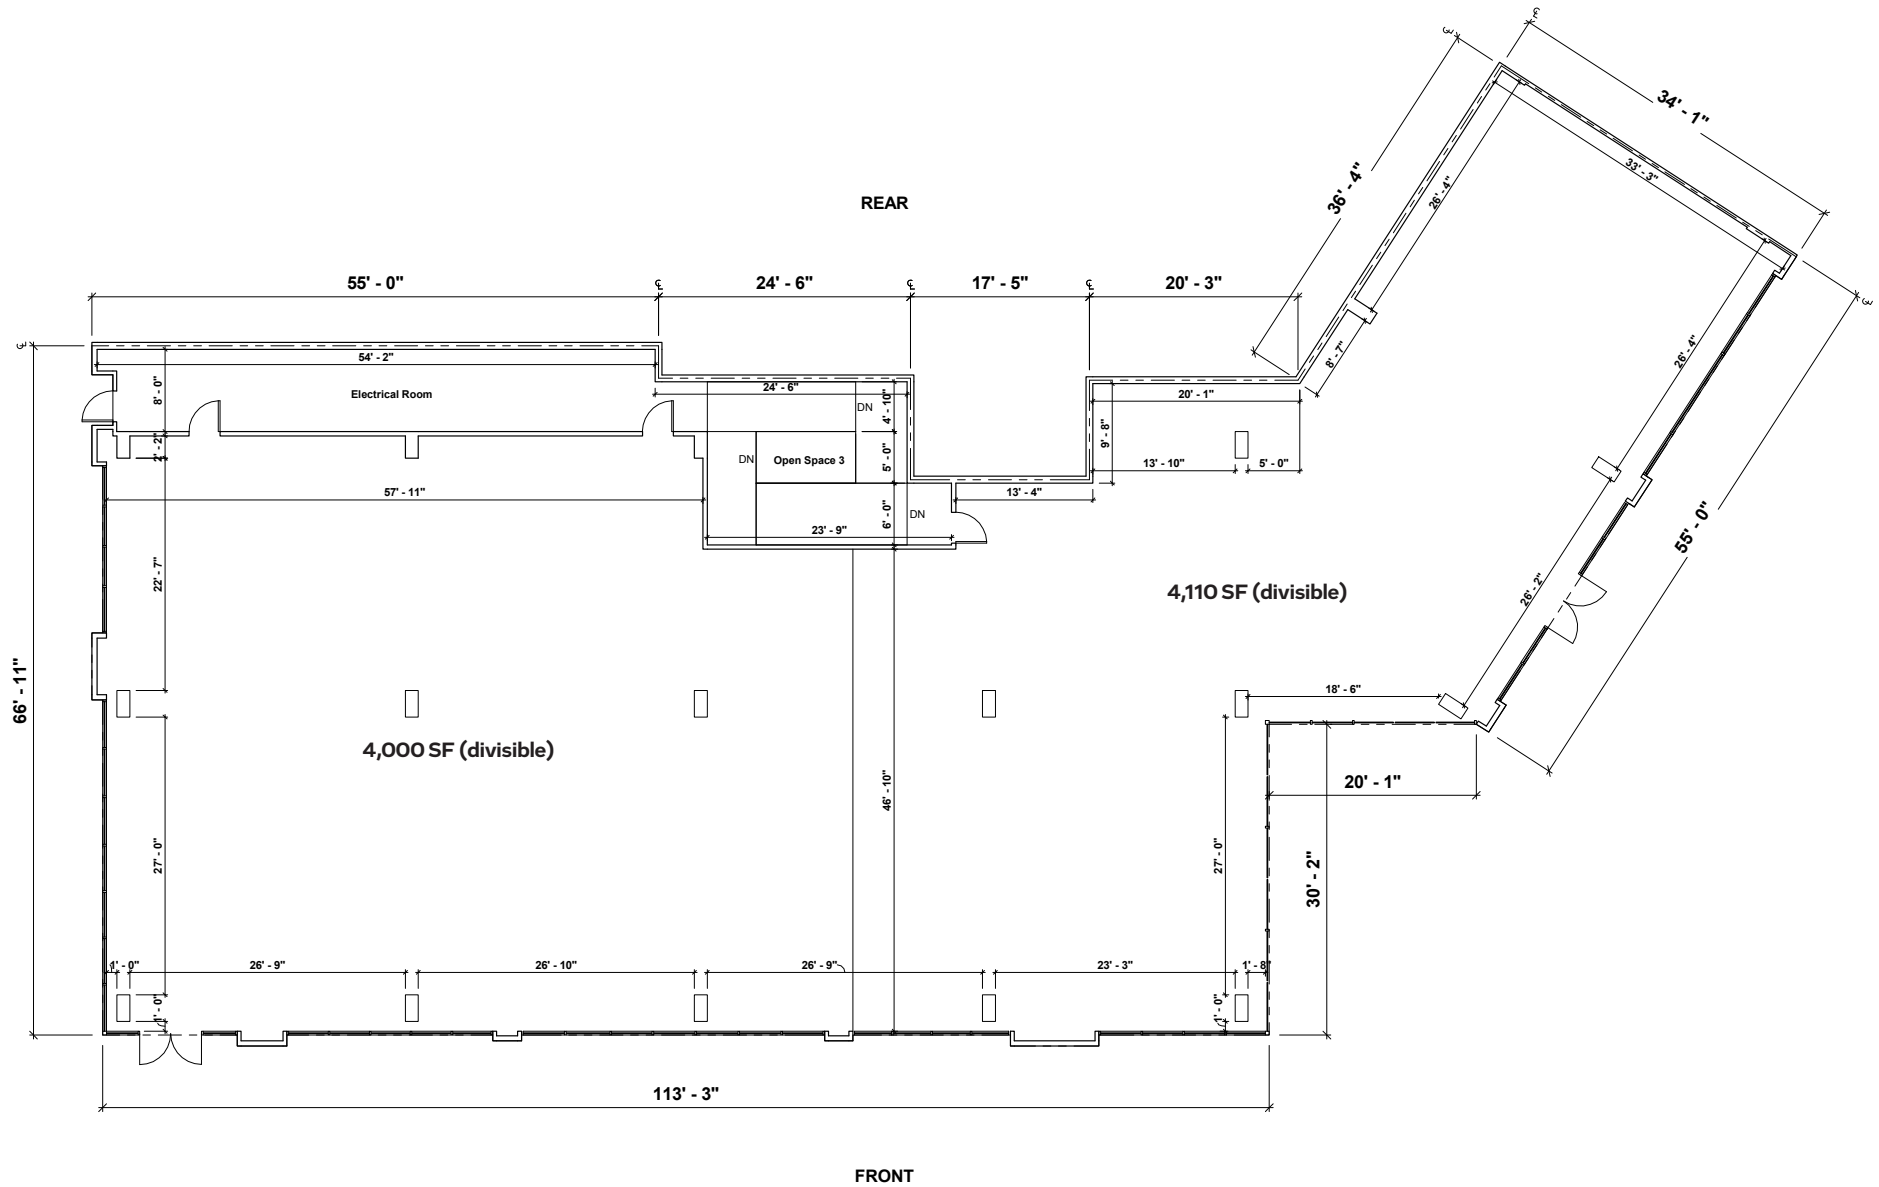 34' - 1"
36' - 4"
33' - 3"
26' - 4"
REAR
55' - 0"
24' - 6"
17' - 5"
20' - 3"
54' - 2"
8' - 7"
26' - 4"
24' - 6"
20' - 1"
8' - 0"
Electrical Room
DN
4' - 10"
2' - 2"
9' - 8"
DN
Open Space 3
5' - 0"
13' - 10"
5' - 0"
57' - 11"
13' - 4"
6' - 0"
DN
23' - 9"
55' - 0"
22' - 7"
26' - 2"
4,110 SF (divisible)
66' - 11"
18' - 6"
4,000 SF (divisible)
20' - 1"
46' - 10"
27' - 0"
27' - 0"
30' - 2"
1' - 0"
26' - 9"
26' - 10"
26' - 9"
23' - 3"
1' - 8"
1' - 0"
1' - 0"
113' - 3"
FRONT